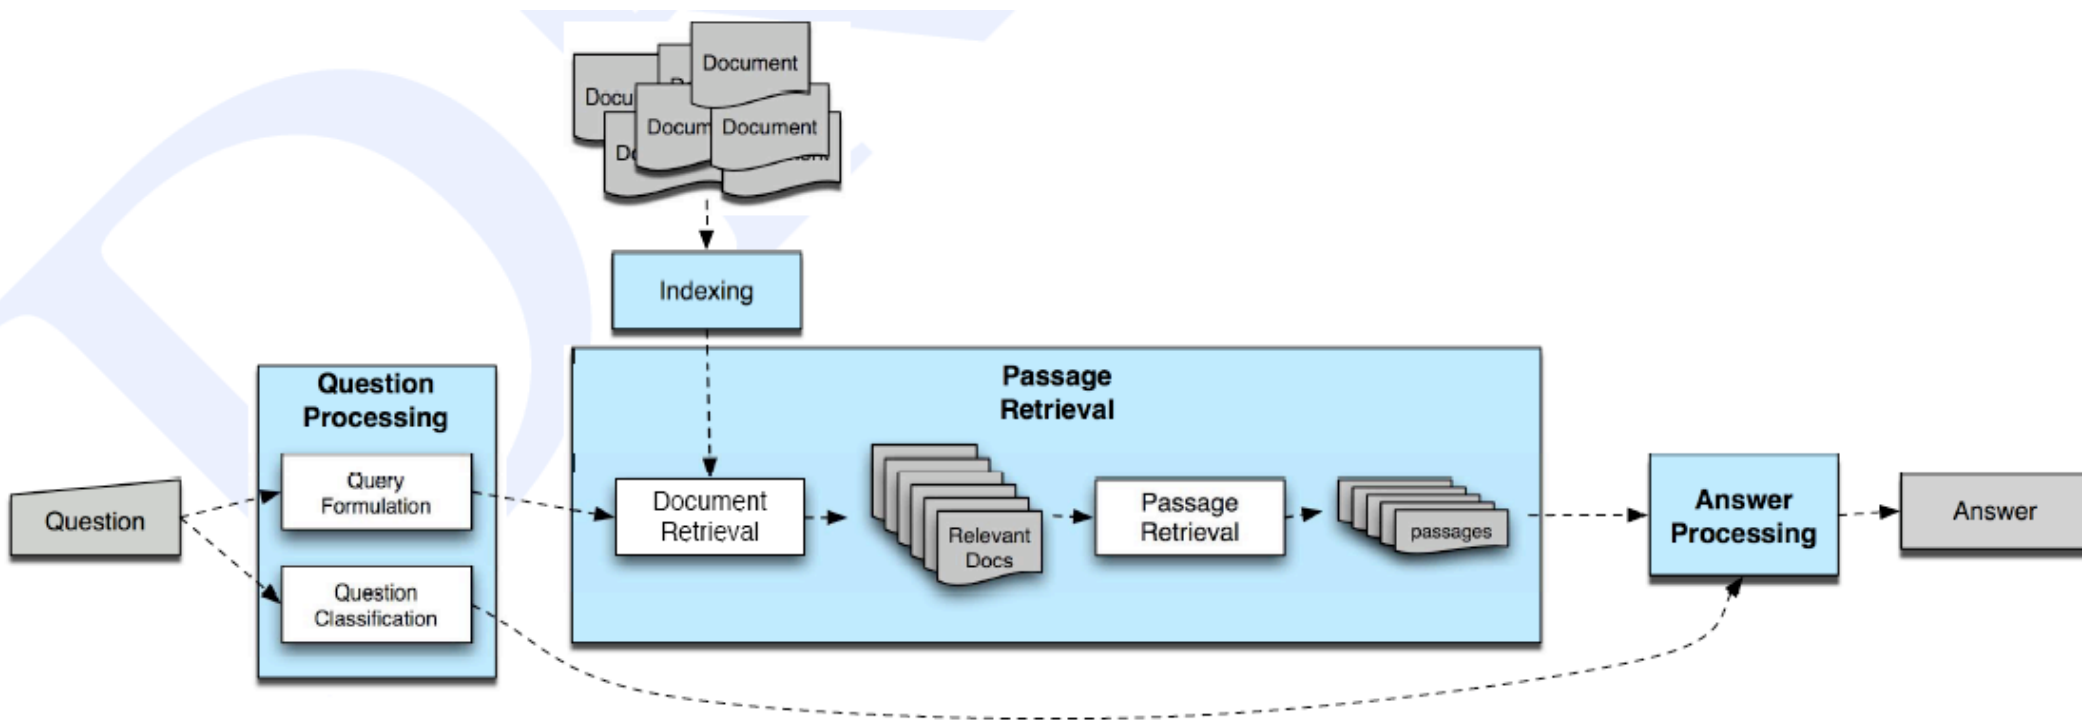 Document
Docum
Document
Indexing
Question
Processing
Passage
Retrieval
Query
Formulation
Question
Document
Retrieval
Relevant
Docs
Passage
Retrieval
passages
Answer
Processing
Answer
Question
Classification